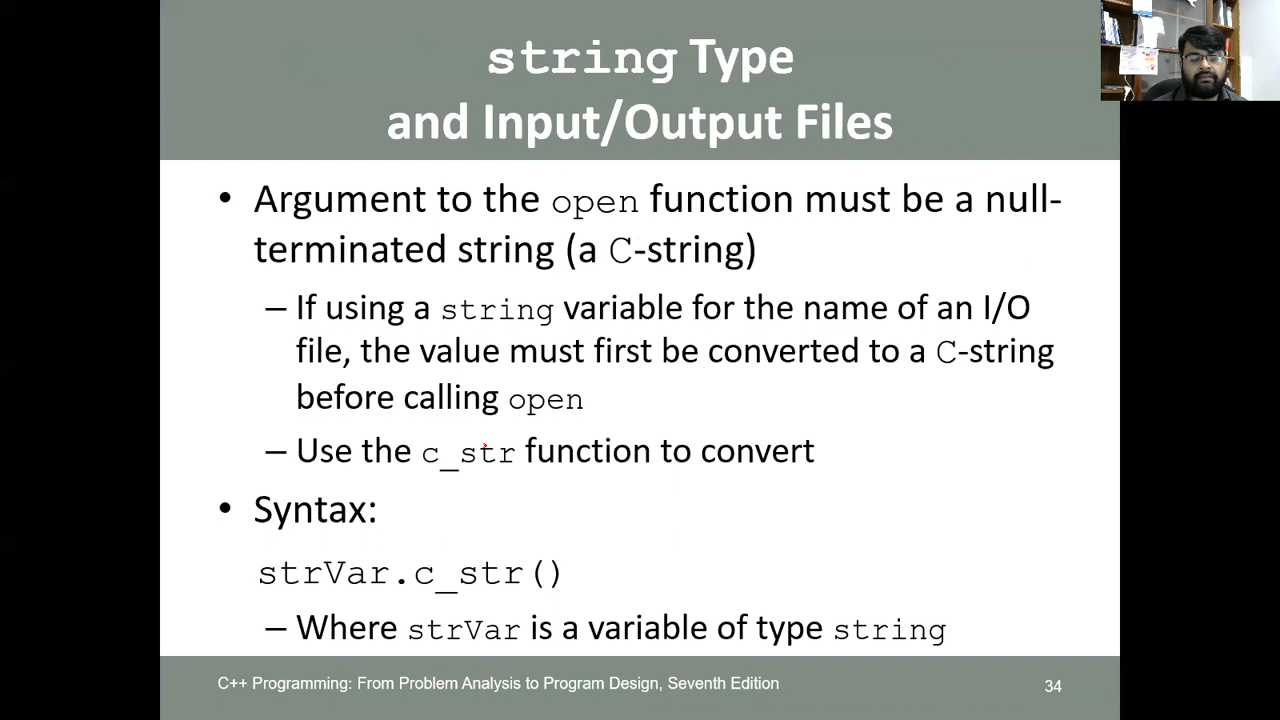 string Type
and Input/Output Files
• Argument to the open function must be a null-
terminated string (a C-string)
– If using a string variable for the name of an I/O
file, the value must first be converted to a C-string
before calling open
– Use the c_str function to convert
• Syntax:
strVar.c_str()
– Where strVar is a variable of type string
C++ Programming: From Problem Analysis to Program Design, Seventh Edition
34